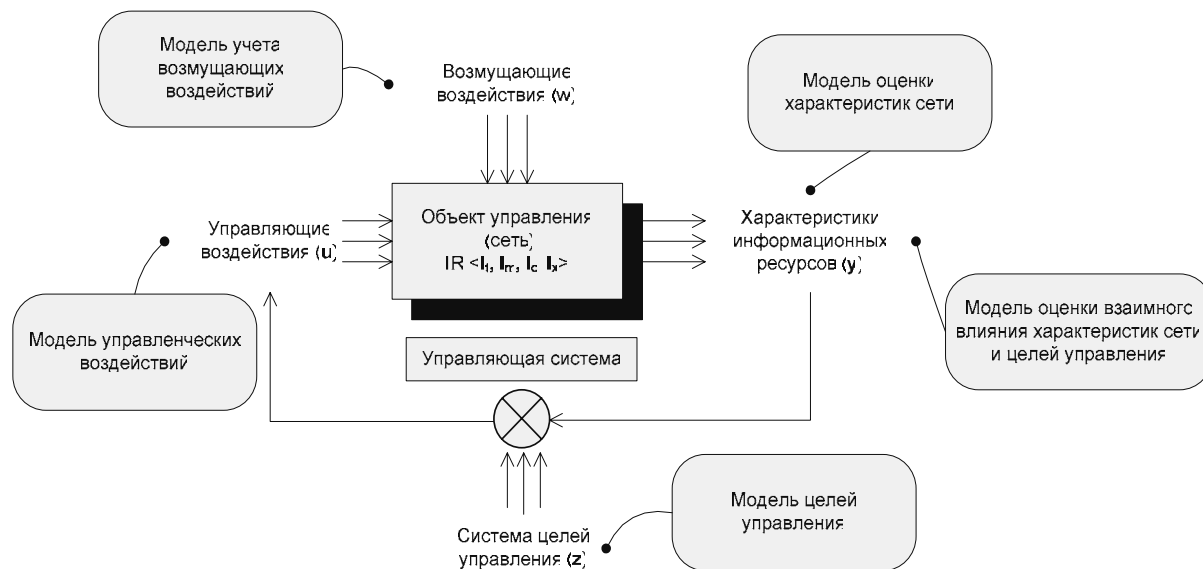 Модель учета
возмущающих
воздействий
Возмущающие
воздействия (w)
Модель оценки
характеристик сети
Управляющие
воздействия (u)
Объект управления
(сеть)
IR <I₁, Iₘ, I꜀ Iₓ>
Характеристики
информационных
ресурсов (y)
Модель управленческих
воздействий
Управляющая система
Модель оценки взаимного
влияния характеристик сети
и целей управления
Система целей
управления (z)
Модель целей
управления